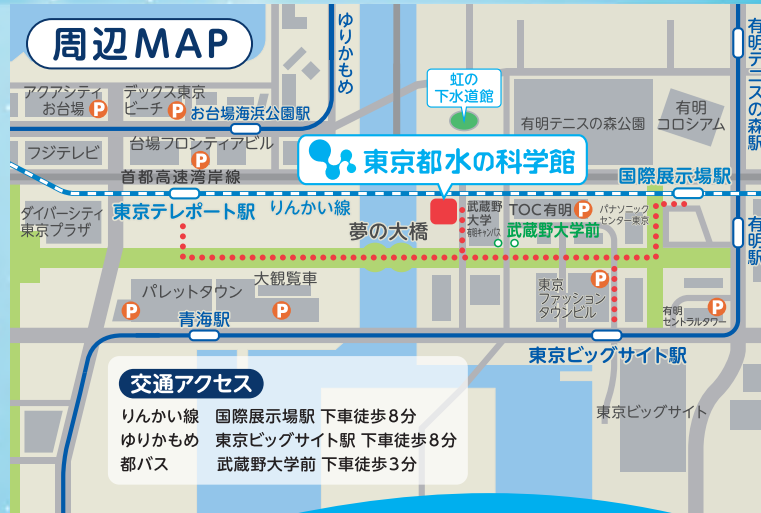 周辺MAP
ゆりかもめ
有明テニスの森駅
虹の
下水道館
アクアシティ
お台場 P
デックス東京
ビーチ P
お台場海浜公園駅
有明テニスの森公園
有明
コロシアム
フジテレビ
台場フロンティアビル
P
東京都水の科学館
首都高速湾岸線
国際展示場駅
ダイバーシティ
東京プラザ
東京テレポート駅
りんかい線
夢の大橋
武蔵野
大学
有明キャンパス
TOC有明 P
パナソニック
センター東京
武蔵野大学前
有明駅
パレットタウン
大観覧車
P
P
東京
ファッション
タウンビル
P
有明
セントラルタワー
P
青海駅
東京ビッグサイト駅
東京ビッグサイト
交通アクセス
りんかい線 国際展示場駅 下車徒歩8分
ゆりかもめ 東京ビッグサイト駅 下車徒歩8分
都バス 武蔵野大学前 下車徒歩3分